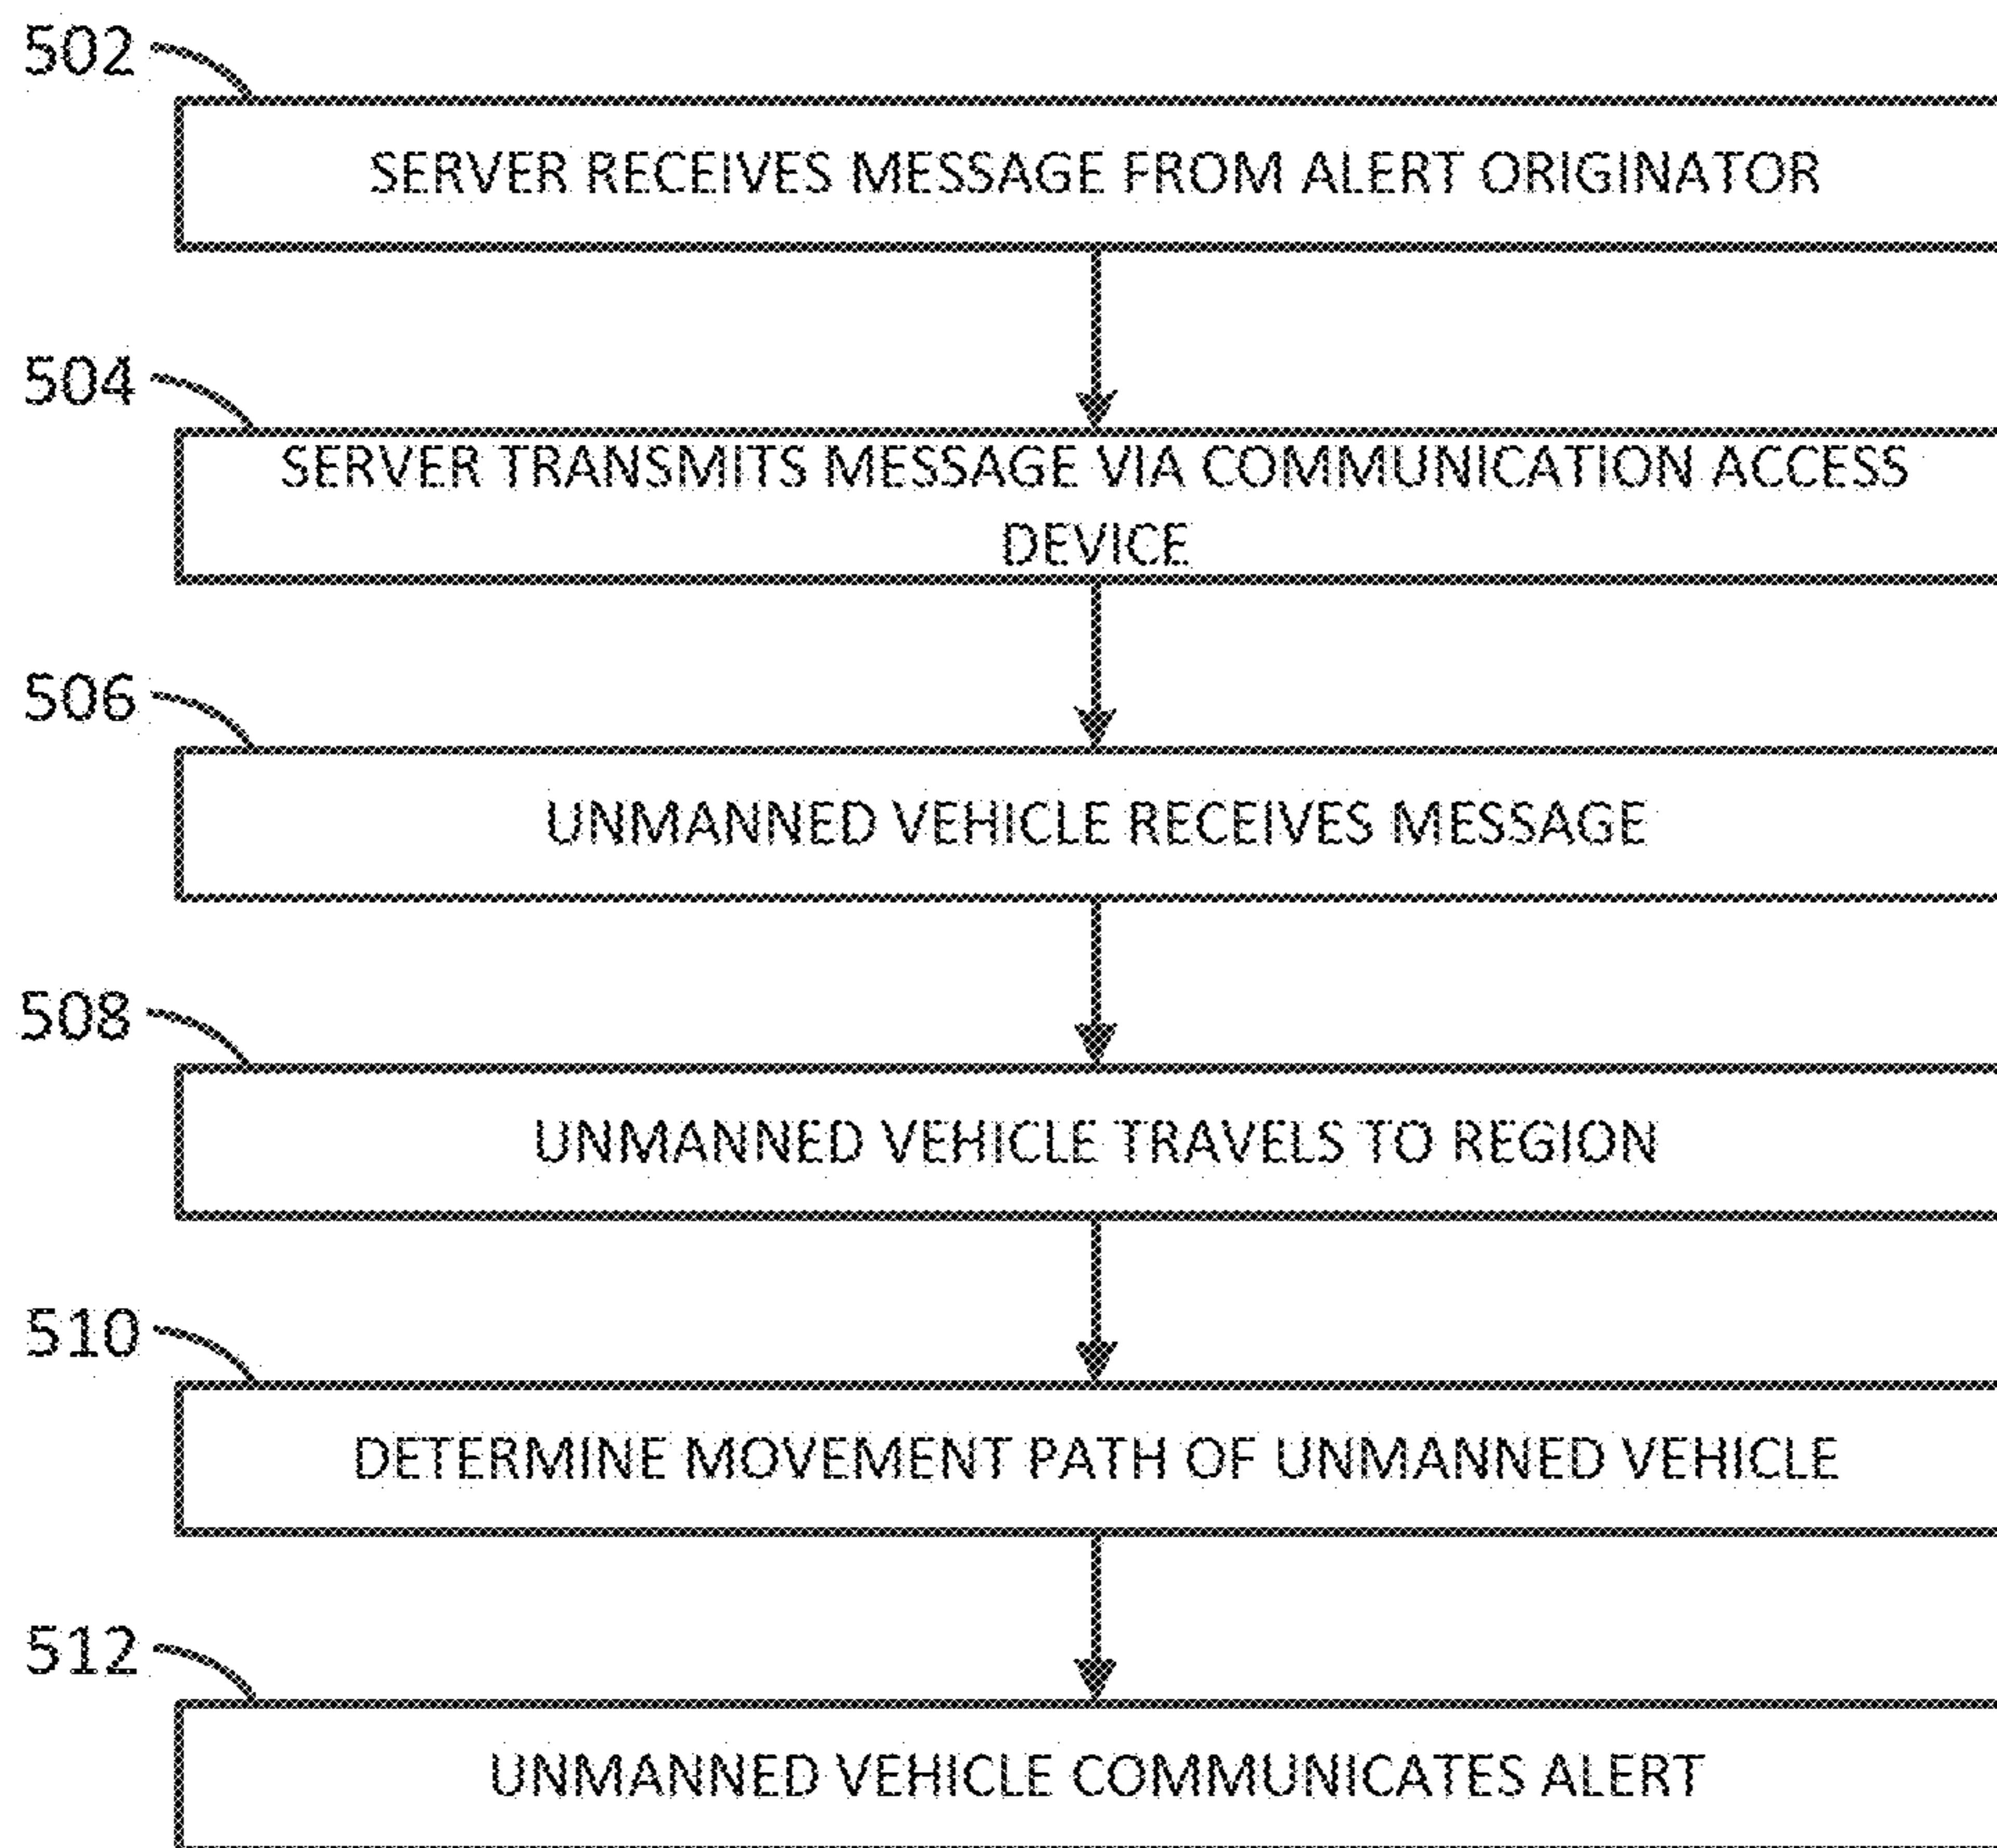 502
SERVER RECEIVES MESSAGE FROM ALERT ORIGINATOR
504
SERVER TRANSMITS MESSAGE VIA COMMUNICATION ACCESS
DEVICE
506
UNMANNED VEHICLE RECEIVES MESSAGE
508
UNMANNED VEHICLE TRAVELS TO REGION
510
DETERMINE MOVEMENT PATH OF UNMANNED VEHICLE
512
UNMANNED VEHICLE COMMUNICATES ALERT